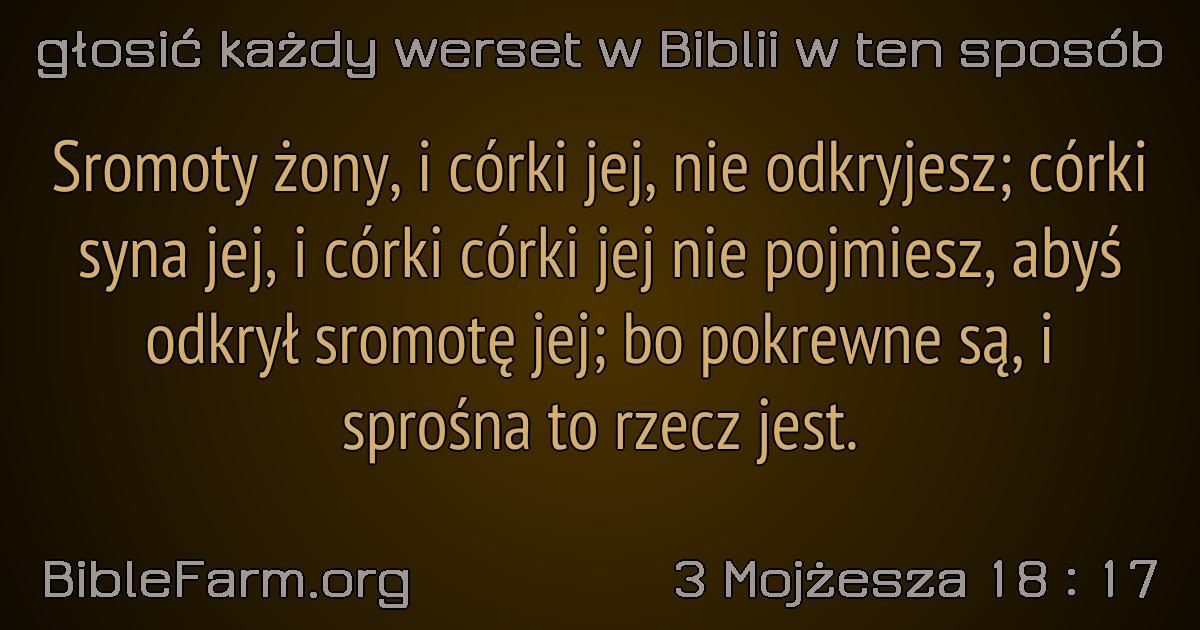 głosić każdy werset w Biblii w ten sposób
Sromoty żony, i córki jej, nie odkryjesz; córki
syna jej, i córki córki jej nie pojmiesz, abyś
odkrył sromotę jej; bo pokrewne są, i
sprośna to rzecz jest.
BibleFarm.org
3 Mojżesza 18 : 17